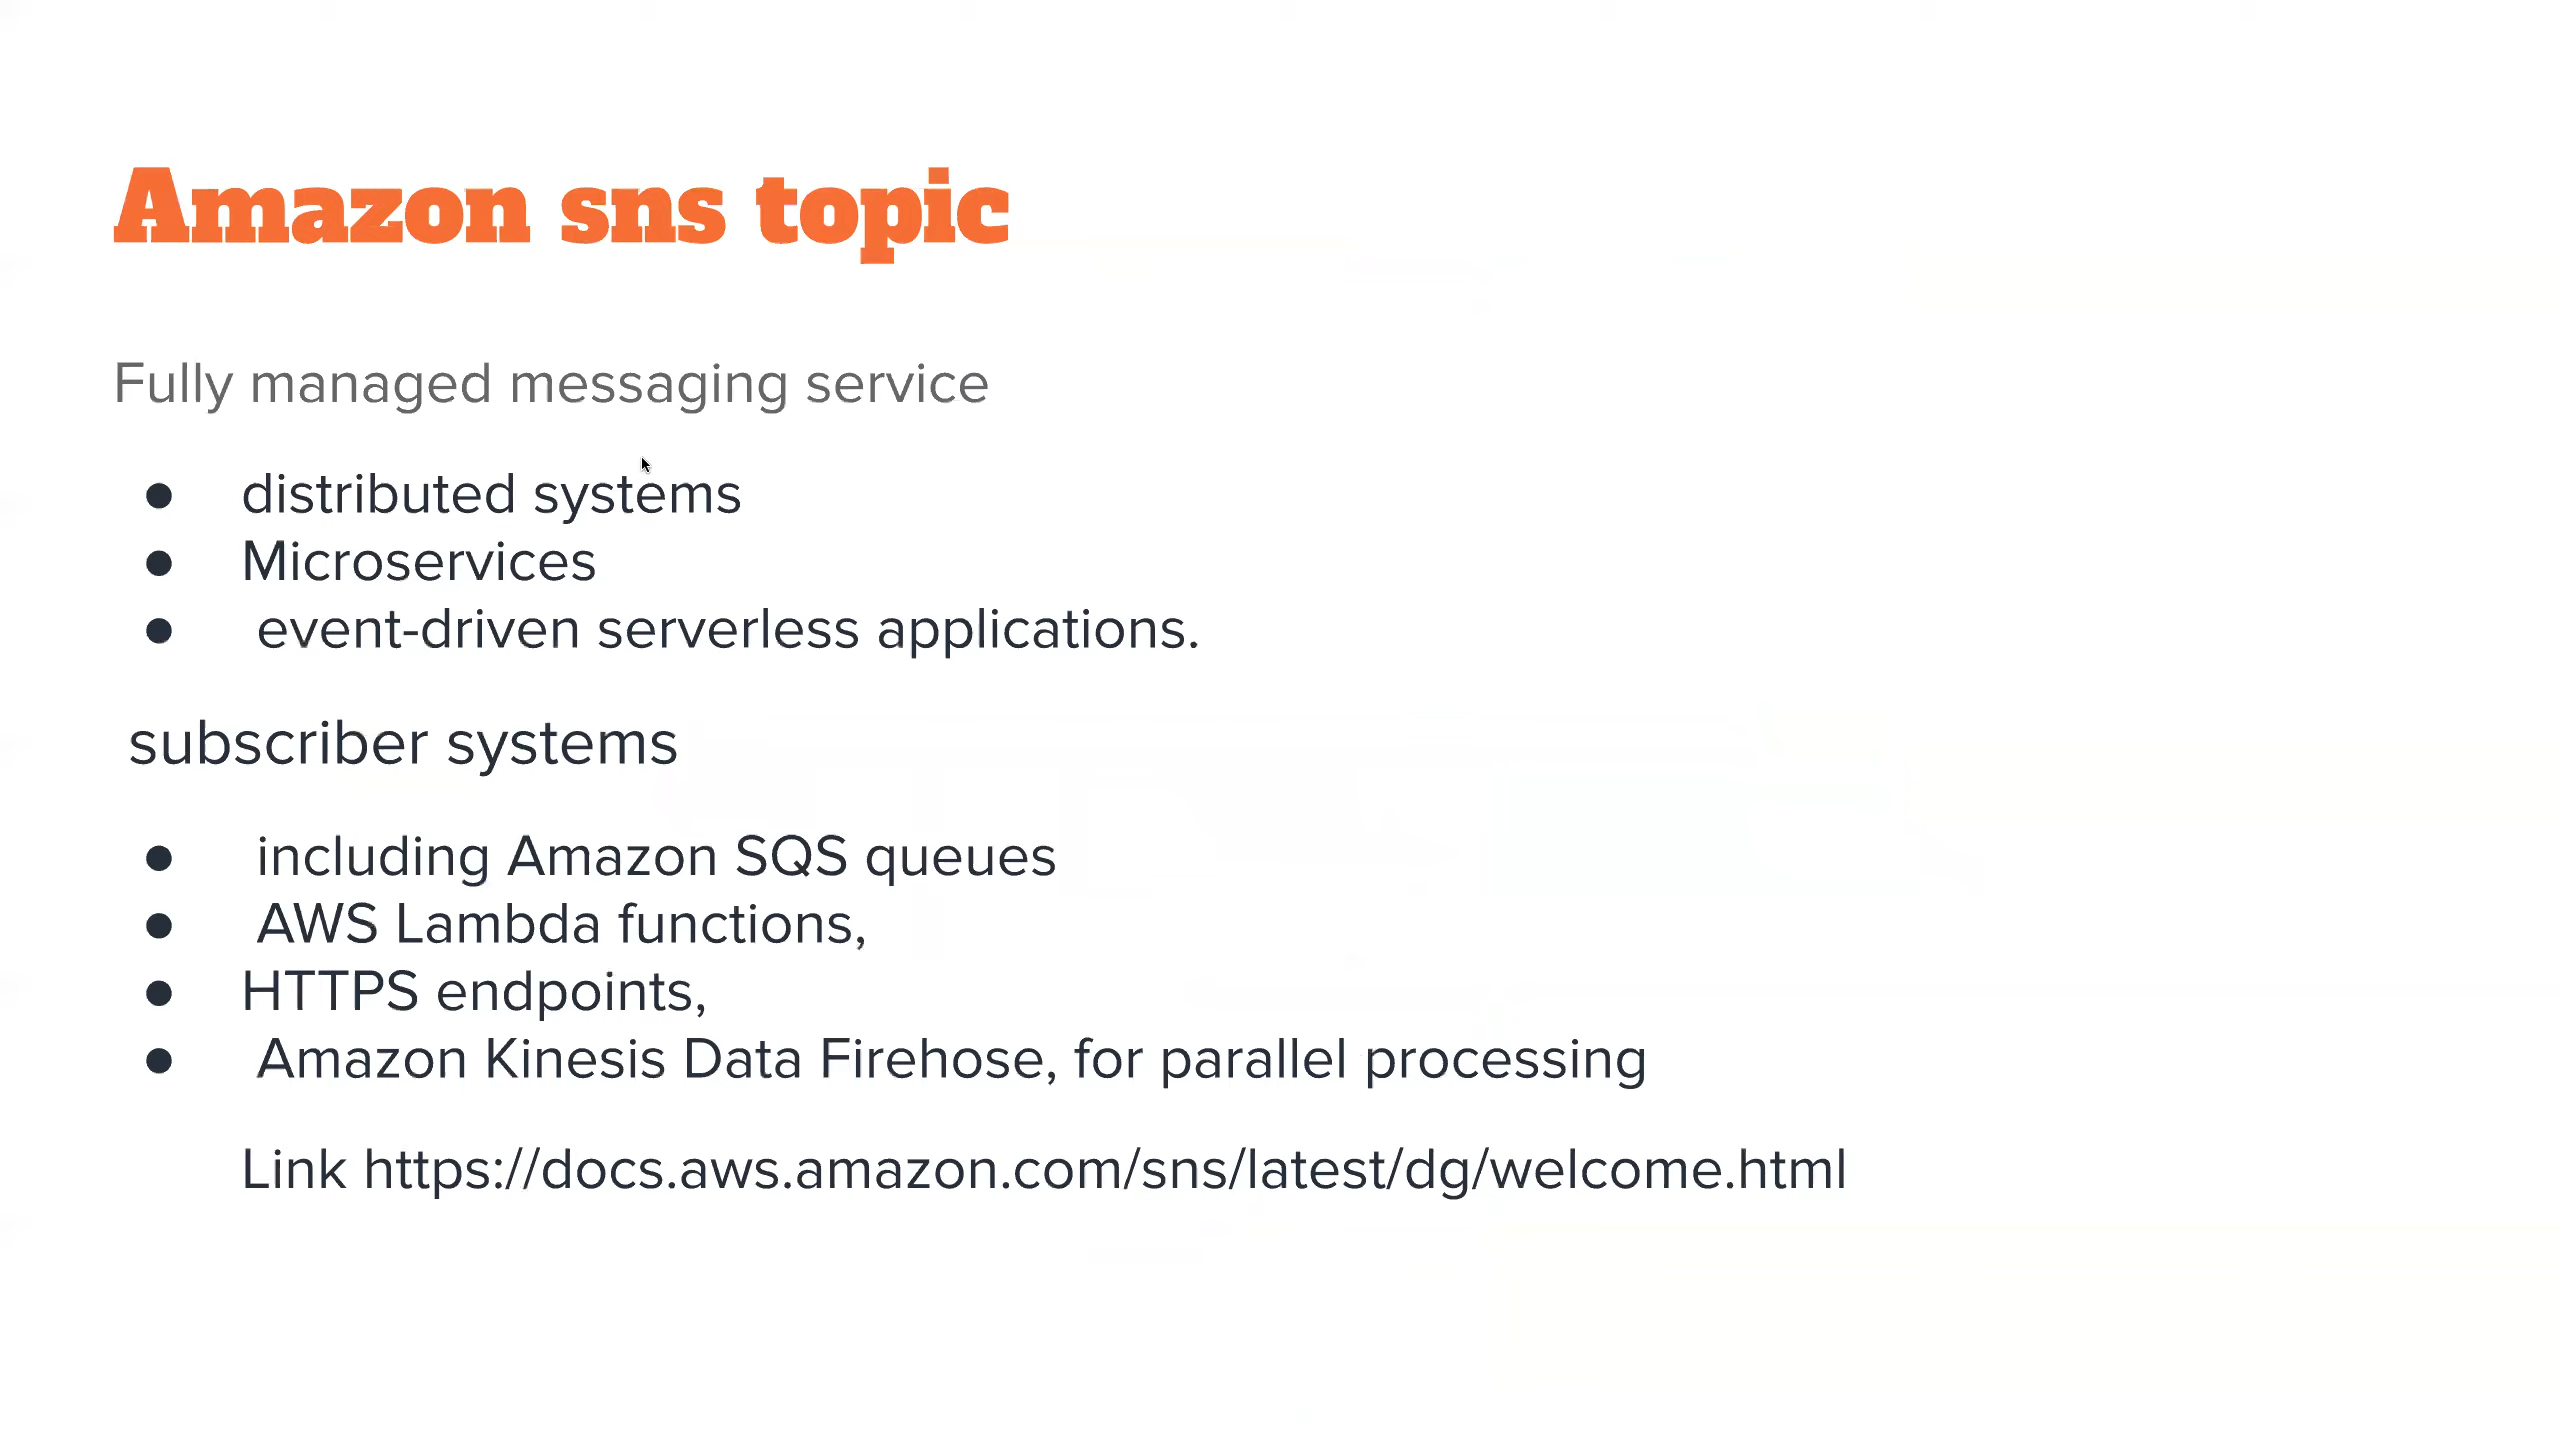 Amazon sns topic
Fully managed messaging service
● distributed systems
● Microservices
● event-driven serverless applications.
subscriber systems
● including Amazon SQS queues
● AWS Lambda functions,
● HTTPS endpoints,
● Amazon Kinesis Data Firehose, for parallel processing
Link https://docs.aws.amazon.com/sns/latest/dg/welcome.html